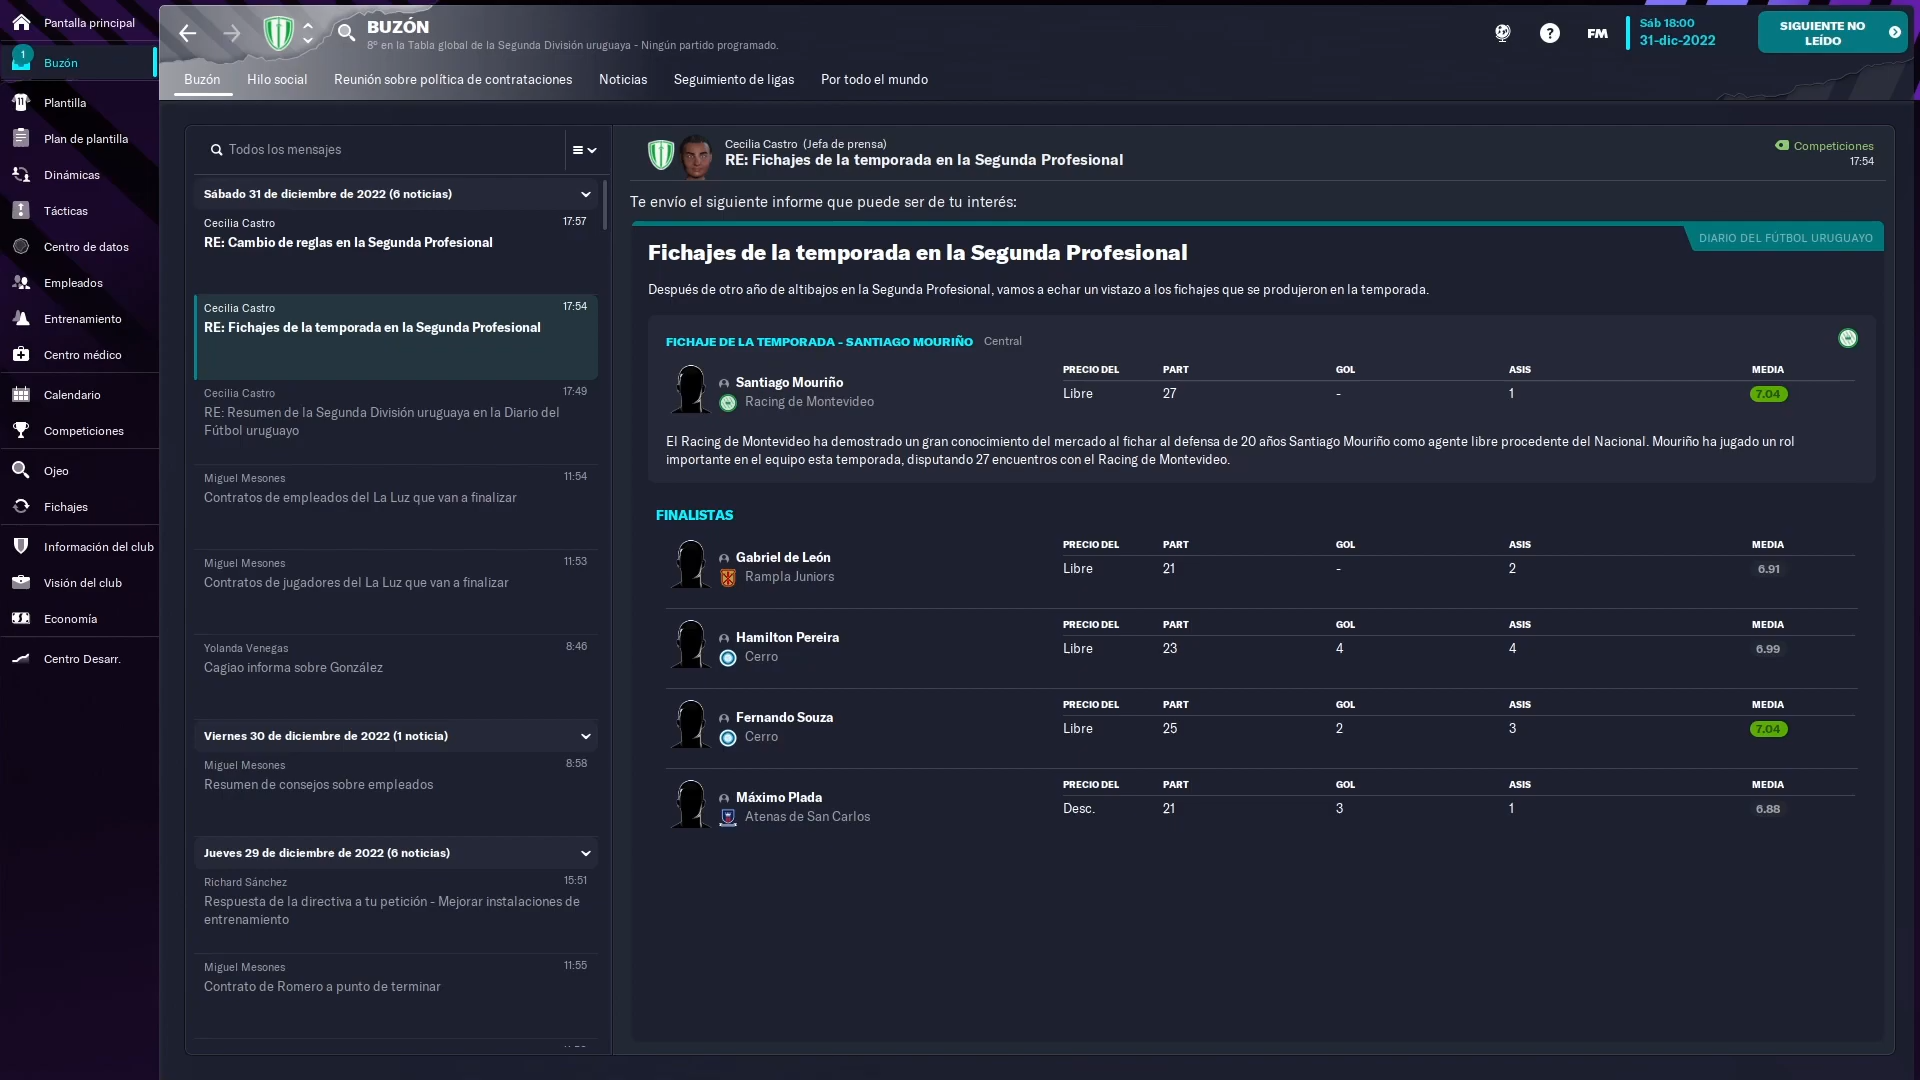 Pantalla principal
1
Buzón
Plantilla
Plan de plantilla
Dinámicas
Tácticas
Centro de datos
Empleados
Entrenamiento
Centro médico
Calendario
Competiciones
Ojeo
Fichajes
Información del club
Visión del club
Economía
Centro Desarr.
BUZÓN
8º en la Tabla global de la Segunda División uruguaya - Ningún partido programado.
FM
Sáb 18:00
31-dic-2022
SIGUIENTE NO
LEÍDO
Buzón Hilo social Reunión sobre política de contrataciones Noticias Seguimiento de ligas Por todo el mundo
Todos los mensajes
Sábado 31 de diciembre de 2022 (6 noticias)
Cecilia Castro 17:57
RE: Cambio de reglas en la Segunda Profesional
Cecilia Castro 17:54
RE: Fichajes de la temporada en la Segunda Profesional
Cecilia Castro 17:49
RE: Resumen de la Segunda División uruguaya en la Diario del
Fútbol uruguayo
Miguel Mesones 11:54
Contratos de empleados del La Luz que van a finalizar
Miguel Mesones 11:53
Contratos de jugadores del La Luz que van a finalizar
Yolanda Venegas 8:46
Cagiao informa sobre González
Viernes 30 de diciembre de 2022 (1 noticia)
Miguel Mesones 8:58
Resumen de consejos sobre empleados
Jueves 29 de diciembre de 2022 (6 noticias)
Richard Sánchez 15:51
Respuesta de la directiva a tu petición - Mejorar instalaciones de
entrenamiento
Miguel Mesones 11:55
Contrato de Romero a punto de terminar
Cecilia Castro (Jefa de prensa)
RE: Fichajes de la temporada en la Segunda Profesional
Competiciones
17:54
Te envío el siguiente informe que puede ser de tu interés:
DIARIO DEL FÚTBOL URUGUAYO
Fichajes de la temporada en la Segunda Profesional
Después de otro año de altibajos en la Segunda Profesional, vamos a echar un vistazo a los fichajes que se produjeron en la temporada.
FICHAJE DE LA TEMPORADA - SANTIAGO MOURIÑO Central
PRECIO DEL PART GOL ASIS MEDIA
Santiago Mouriño
Racing de Montevideo
Libre 27 - 1 7.04
El Racing de Montevideo ha demostrado un gran conocimiento del mercado al fichar al defensa de 20 años Santiago Mouriño como agente libre procedente del Nacional. Mouriño ha jugado un rol
importante en el equipo esta temporada, disputando 27 encuentros con el Racing de Montevideo.
FINALISTAS
PRECIO DEL PART GOL ASIS MEDIA
Gabriel de León
Rampla Juniors
Libre 21 - 2 6.91
PRECIO DEL PART GOL ASIS MEDIA
Hamilton Pereira
Cerro
Libre 23 4 4 6.99
PRECIO DEL PART GOL ASIS MEDIA
Fernando Souza
Cerro
Libre 25 2 3 7.04
PRECIO DEL PART GOL ASIS MEDIA
Máximo Plada
Atenas de San Carlos
Desc. 21 3 1 6.88